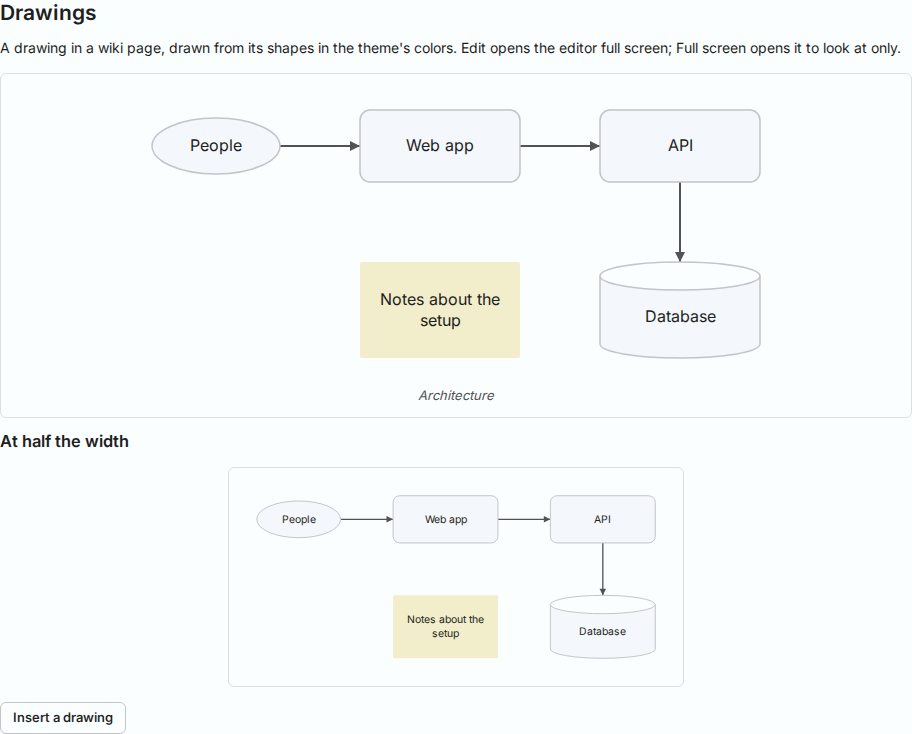 Drawings
A drawing in a wiki page, drawn from its shapes in the theme's colors. Edit opens the editor full screen; Full screen opens it to look at only.
People
Web app
API
Notes about the
setup
Database
Architecture
At half the width
People
Web app
API
Notes about the
setup
Database
Insert a drawing